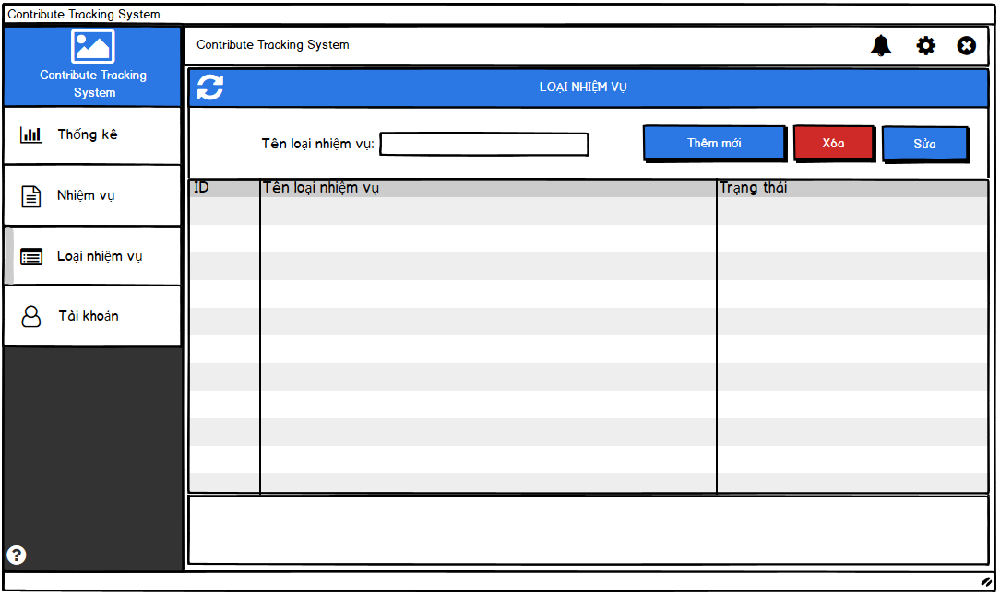 Contribute Tracking System
Contribute Tracking
System
Contribute Tracking System
LOẠI NHIỆM VỤ
Thống kê
Nhiệm vụ
Loại nhiệm vụ
Tài khoản
Tên loại nhiệm vụ:
Thêm mới
Xóa
Sửa
ID
Tên loại nhiệm vụ
Trạng thái
?